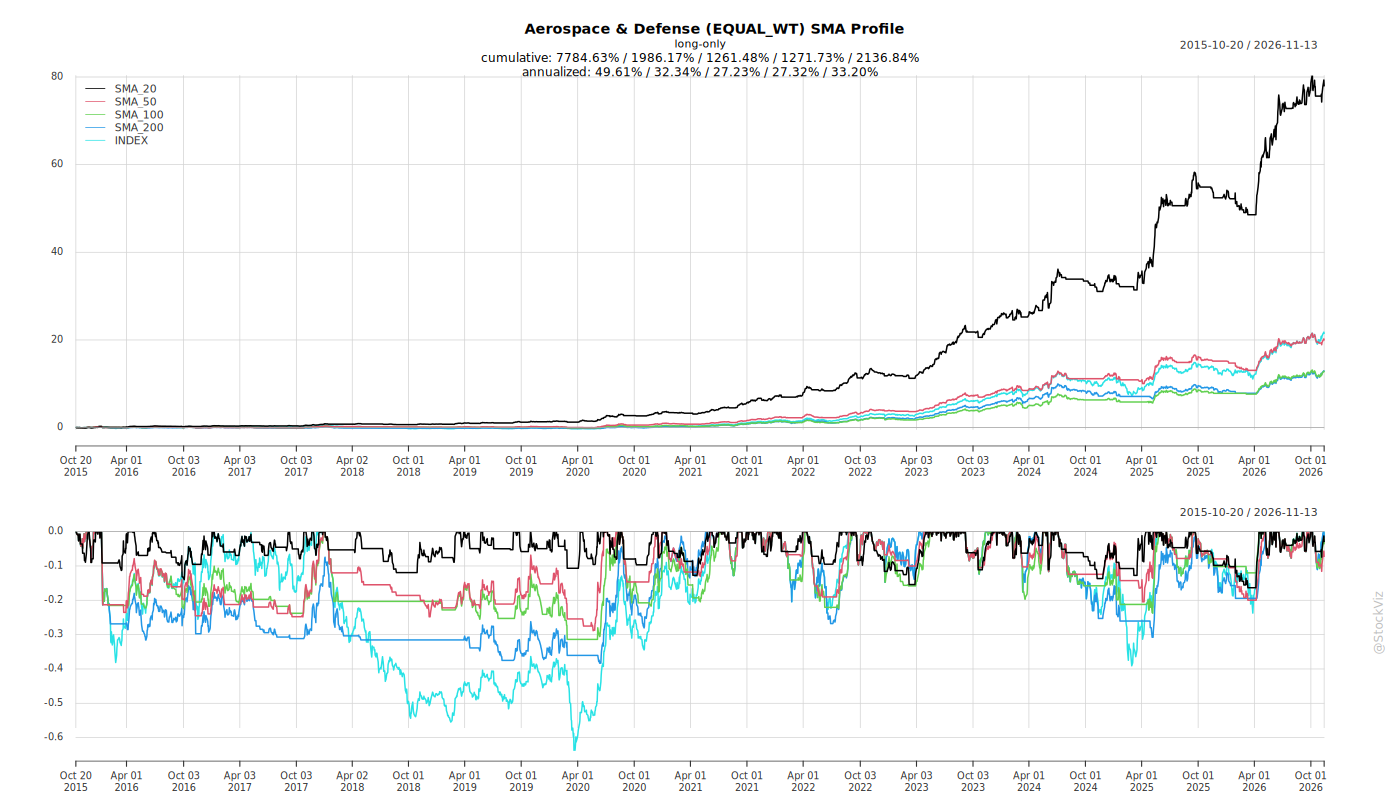 Aerospace & Defense (EQUAL_WT) SMA Profile
long-only
2015-10-20 / 2026-11-13
cumulative: 7784.63% / 1986.17% / 1261.48% / 1271.73% / 2136.84%
annualized: 49.61% / 32.34% / 27.23% / 27.32% / 33.20%
SMA_20
SMA_50
SMA_100
SMA_200
INDEX
80
60
40
20
0
Oct 20 Apr 01 Oct 03 Apr 03 Oct 03 Apr 02 Oct 01 Apr 01 Oct 01 Apr 01 Oct 01 Apr 01 Oct 01 Apr 01 Oct 03 Apr 03 Oct 03 Apr 01 Oct 01 Apr 01 Oct 01 Apr 01 Oct 01
2015 2016 2016 2017 2017 2018 2018 2019 2019 2020 2020 2021 2021 2022 2022 2023 2023 2024 2024 2025 2025 2026 2026
2015-10-20 / 2026-11-13
0.0
-0.1
-0.2
-0.3
-0.4
-0.5
-0.6
Oct 20 Apr 01 Oct 03 Apr 03 Oct 03 Apr 02 Oct 01 Apr 01 Oct 01 Apr 01 Oct 01 Apr 01 Oct 01 Apr 01 Oct 03 Apr 03 Oct 03 Apr 01 Oct 01 Apr 01 Oct 01 Apr 01 Oct 01
2015 2016 2016 2017 2017 2018 2018 2019 2019 2020 2020 2021 2021 2022 2022 2023 2023 2024 2024 2025 2025 2026 2026
@StockViz